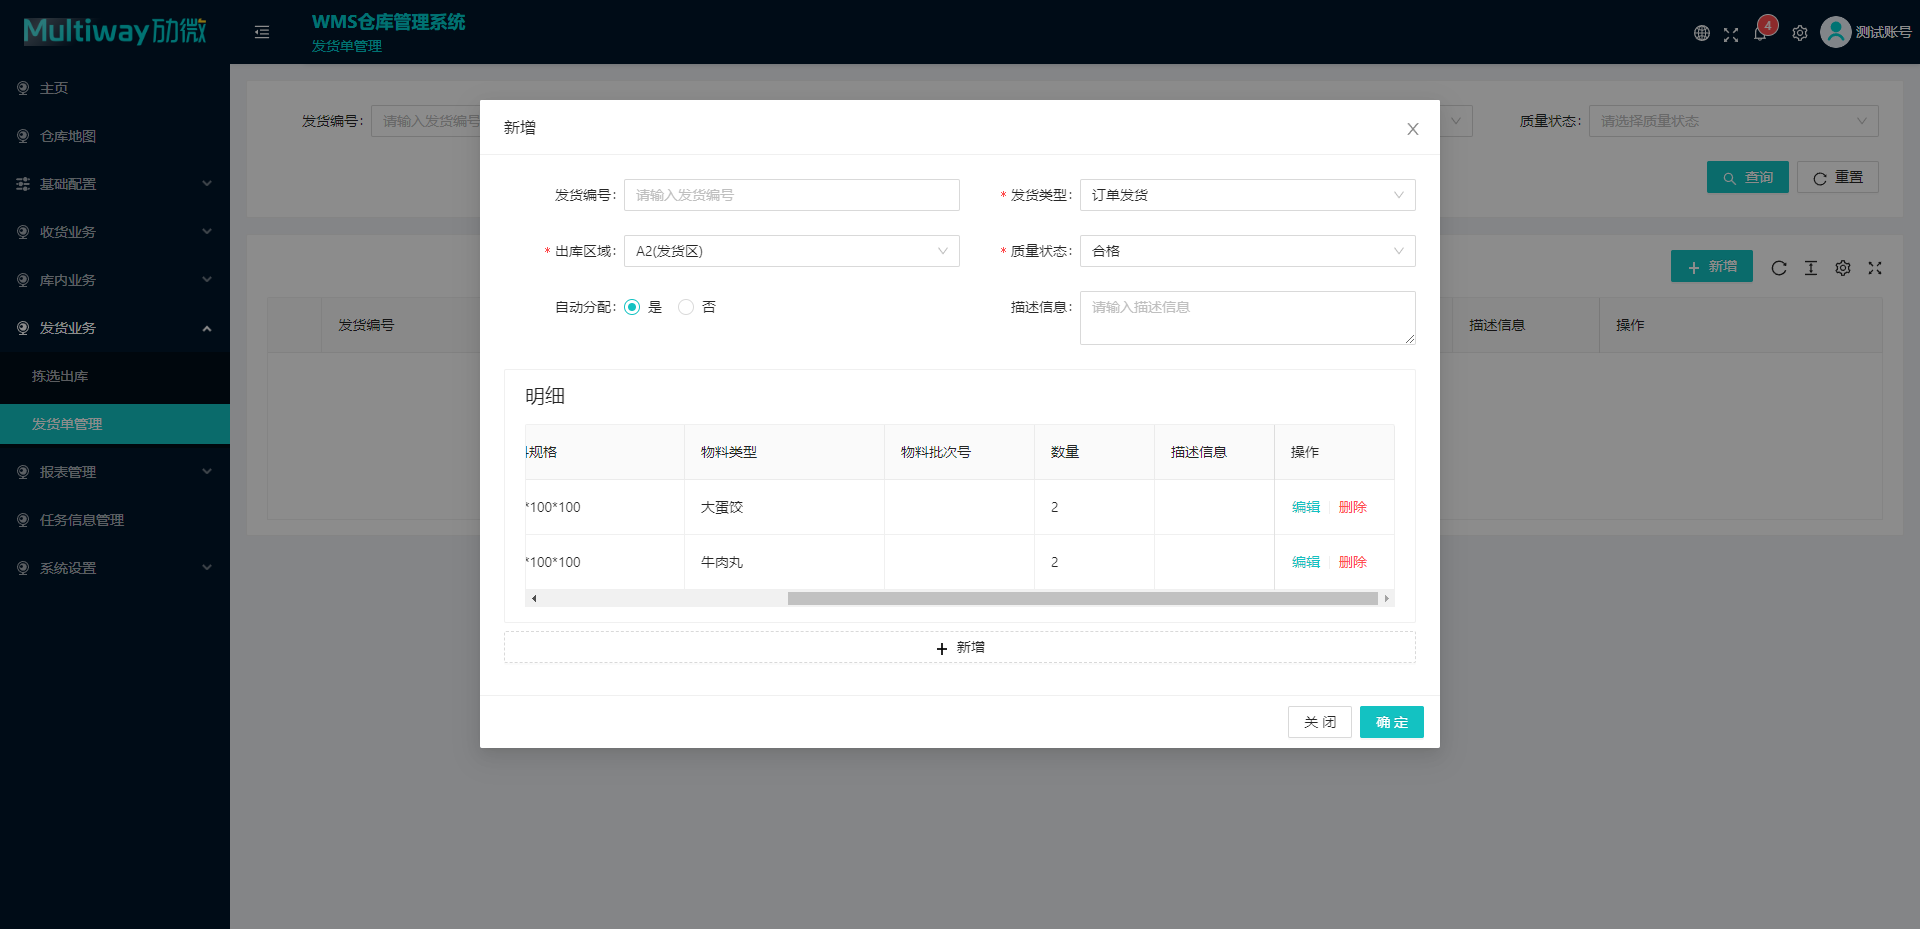 Multiway劢微
WMS仓库管理系统
发货单管理
4
测试账号
主页
仓库地图
基础配置
收货业务
库内业务
发货业务
拣选出库
发货单管理
报表管理
任务信息管理
系统设置
发货编号: 请输入发货编号
质量状态: 请选择质量状态
查询 重置
新增
发货编号 描述信息 操作
新增
发货编号: 请输入发货编号 * 发货类型: 订单发货
* 出库区域: A2(发货区) * 质量状态: 合格
自动分配: 是 否 描述信息: 请输入描述信息
明细
规格 物料类型 物料批次号 数量 描述信息 操作
*100*100 大蛋饺 2 编辑 删除
*100*100 牛肉丸 2 编辑 删除
新增
关 闭 确 定